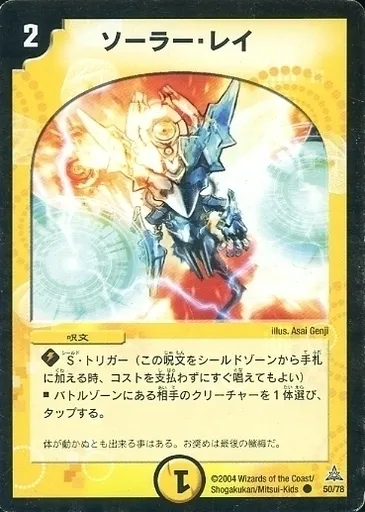 2
ソーラー・レイ
illus. Asai Genji
呪文
S・トリガー (この呪文をシールドゾーンから手札
に加える時、コストを支払わずにすぐ唱えてもよい)
■ バトルゾーンにある相手のクリーチャーを1体選び、
タップする。
体が動かぬとも出来る事はある。お奨めは最後の懺悔だ。
1
©2004 Wizards of the Coast/
Shogakukan/Mitsui-Kids
50/78